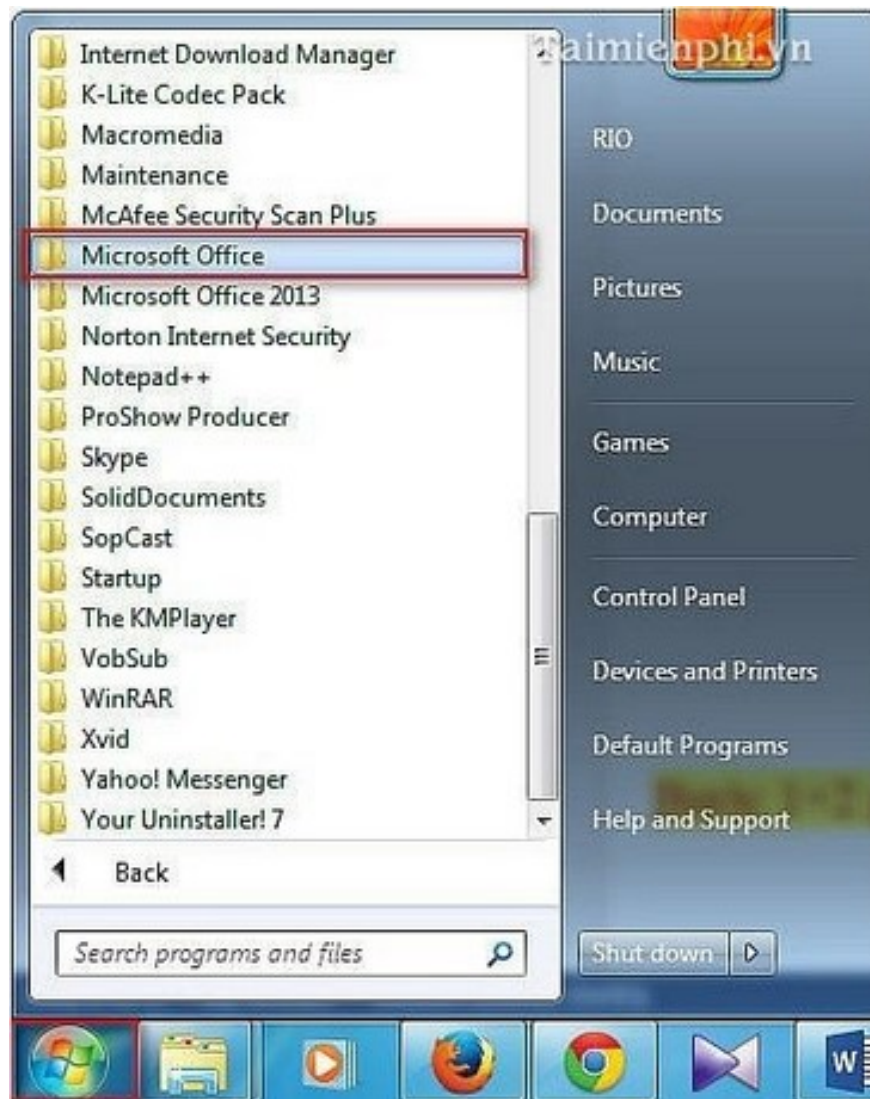 Taimienphi.vn
Internet Download Manager
K-Lite Codec Pack
Macromedia
Maintenance
McAfee Security Scan Plus
Microsoft Office
Microsoft Office 2013
Norton Internet Security
Notepad++
ProShow Producer
Skype
SolidDocuments
SopCast
Startup
The KMPlayer
VobSub
WinRAR
Xvid
Yahoo! Messenger
Your Uninstaller! 7
Back
Search programs and files
RIO
Documents
Pictures
Music
Games
Computer
Control Panel
Devices and Printers
Default Programs
Help and Support
Shut down
W